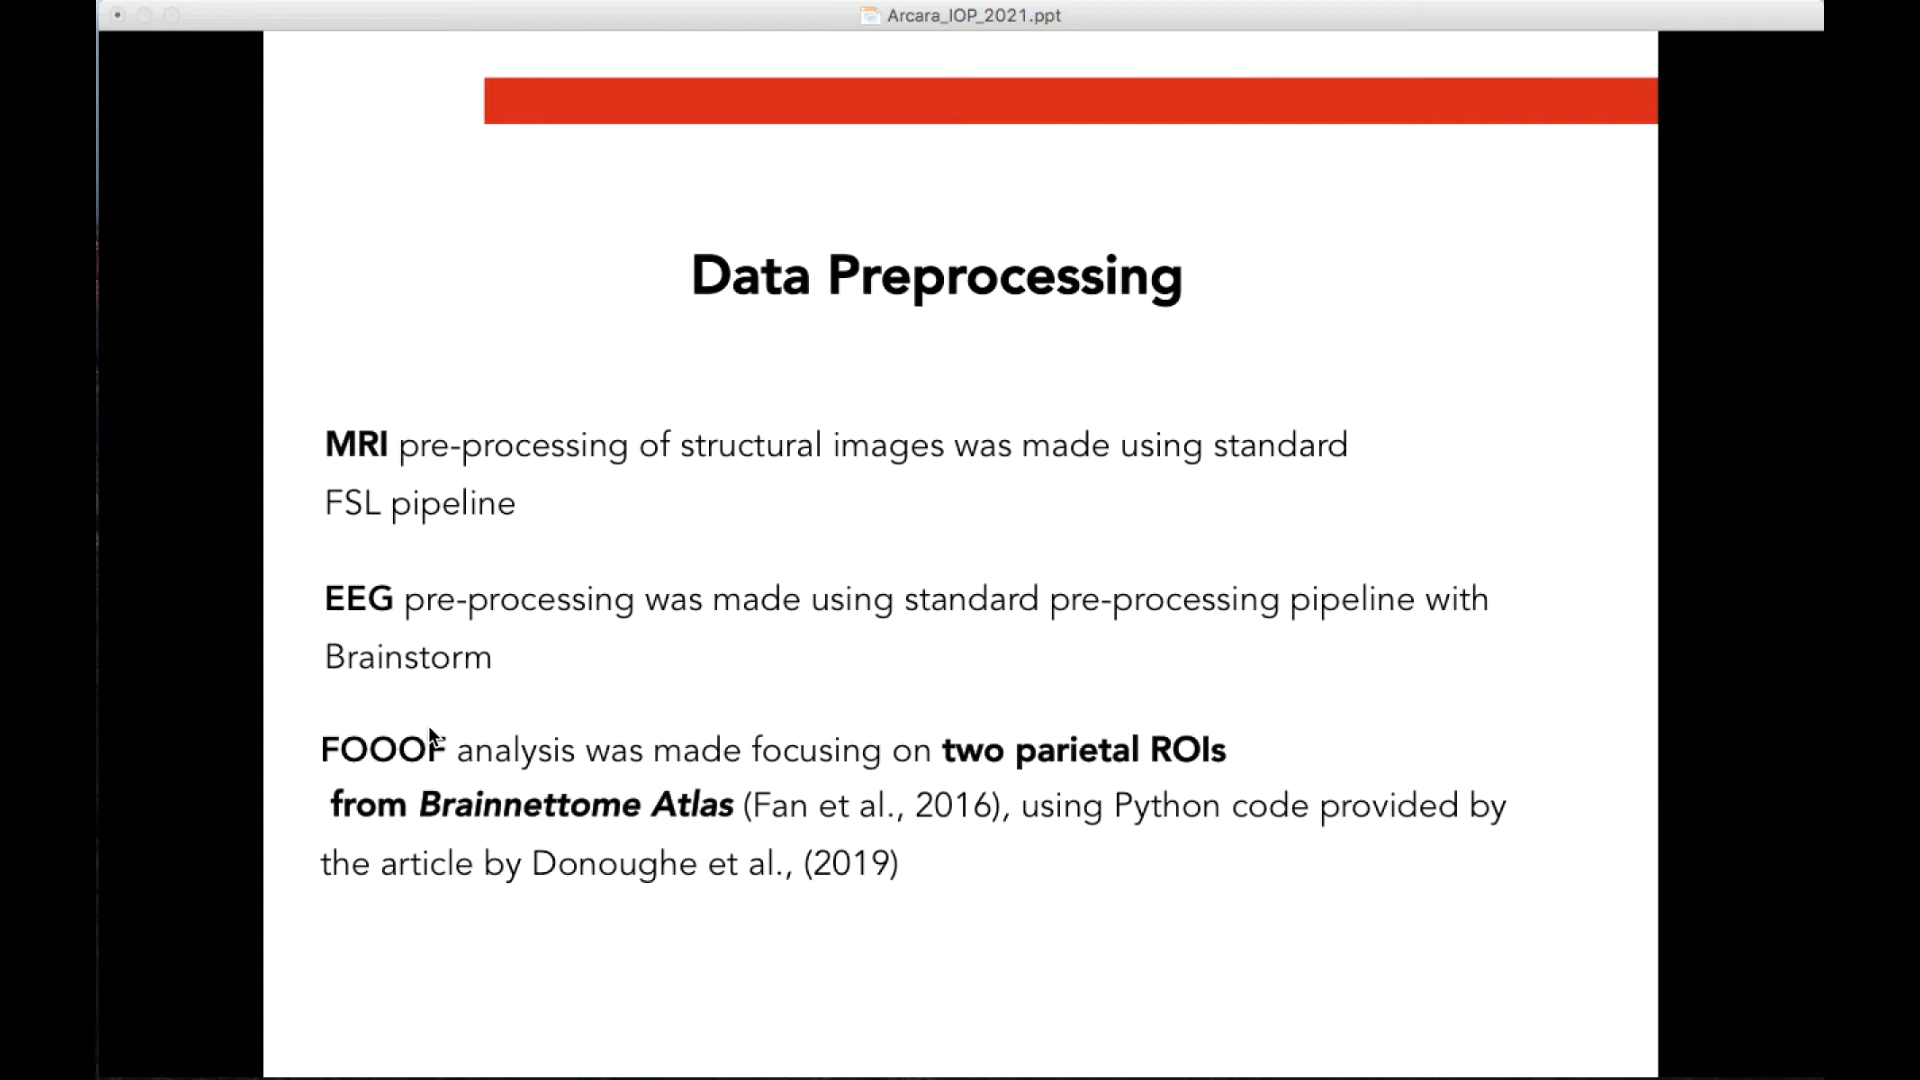 Arcara_IOP_2021.ppt
Data Preprocessing
MRI pre-processing of structural images was made using standard
FSL pipeline
EEG pre-processing was made using standard pre-processing pipeline with
Brainstorm
FOOOF analysis was made focusing on two parietal ROIs
from Brainnettome Atlas (Fan et al., 2016), using Python code provided by
the article by Donoughe et al., (2019)